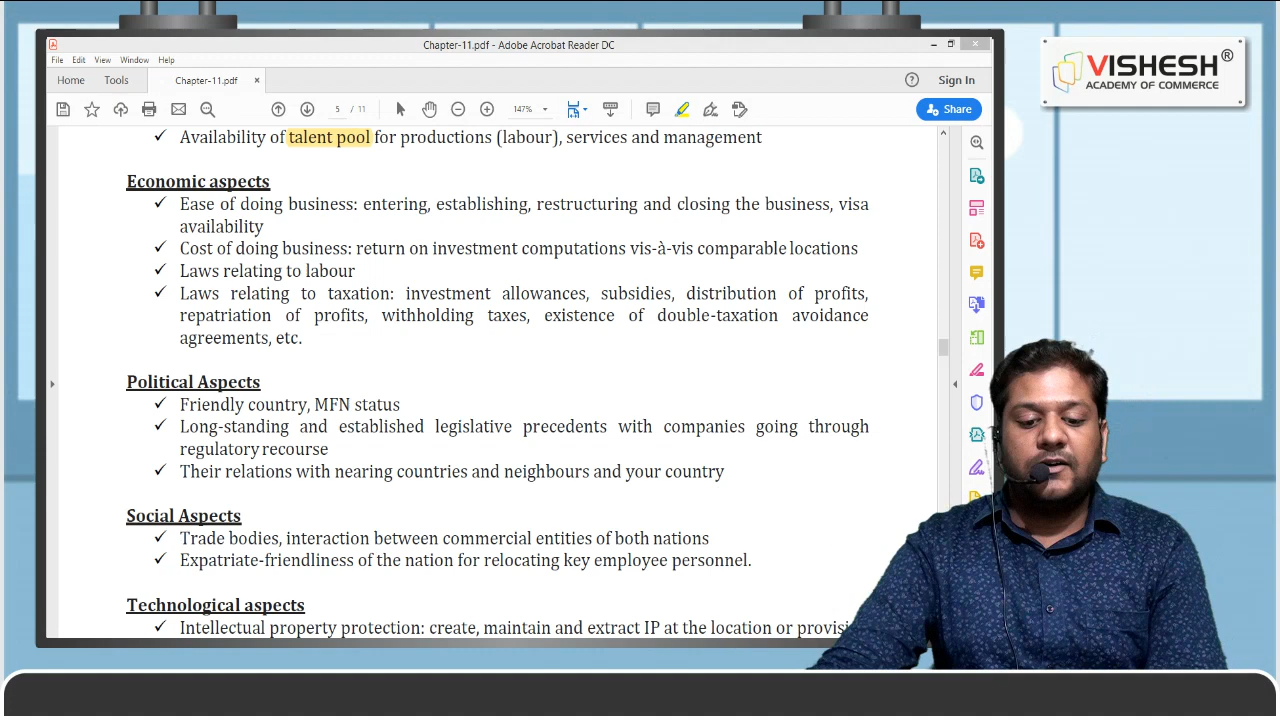 Chapter-11.pdf - Adobe Acrobat Reader DC
File Edit View Window Help
Home Tools Chapter-11.pdf × Sign In
5 / 11 147% Share
VISHESH®
ACADEMY OF COMMERCE
✓ Availability of talent pool for productions (labour), services and management
Economic aspects
✓ Ease of doing business: entering, establishing, restructuring and closing the business, visa
availability
✓ Cost of doing business: return on investment computations vis-à-vis comparable locations
✓ Laws relating to labour
✓ Laws relating to taxation: investment allowances, subsidies, distribution of profits,
repatriation of profits, withholding taxes, existence of double-taxation avoidance
agreements, etc.
Political Aspects
✓ Friendly country, MFN status
✓ Long-standing and established legislative precedents with companies going through
regulatory recourse
✓ Their relations with nearing countries and neighbours and your country
Social Aspects
✓ Trade bodies, interaction between commercial entities of both nations
✓ Expatriate-friendliness of the nation for relocating key employee personnel.
Technological aspects
✓ Intellectual property protection: create, maintain and extract IP at the location or